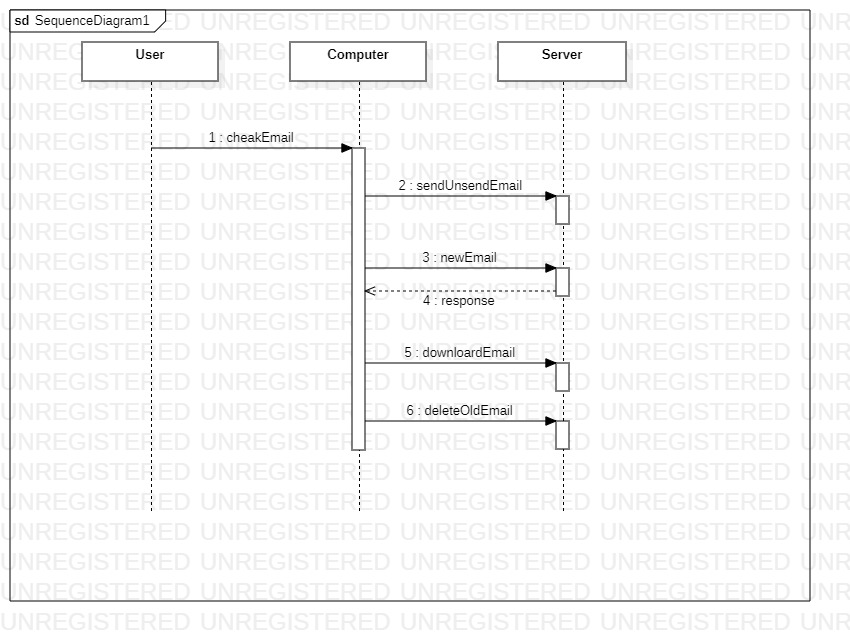 sd SequenceDiagram1
User
Computer
Server
1 : cheakEmail
2 : sendUnsendEmail
3 : newEmail
4 : response
5 : downloardEmail
6 : deleteOldEmail
UNREGISTERED UNREGISTERED UNREGISTERED UNREGISTERED UNR